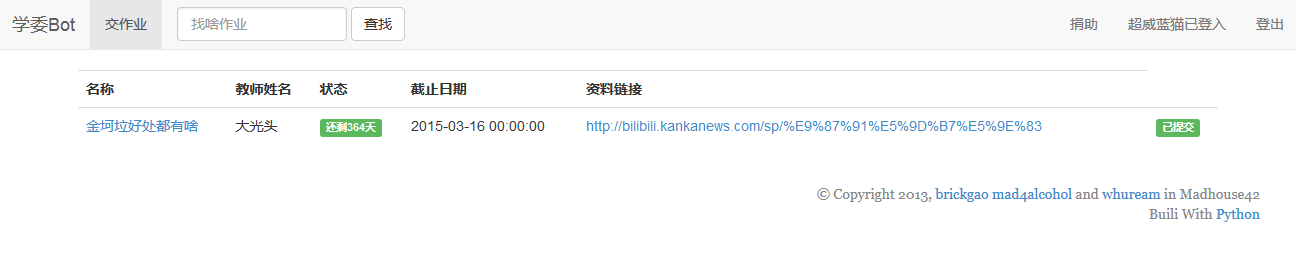 学委Bot 交作业 找啥作业 查找 捐助 超威蓝猫已登入 登出
名称 教师姓名 状态 截止日期 资料链接
金坷垃好处都有啥 大光头 还剩364天 2015-03-16 00:00:00 http://bilibili.kankanews.com/sp/%E9%87%91%E5%9D%B7%E5%9E%83 已提交
© Copyright 2013, brickgao mad4alcohol and whuream in Madhouse42
Buili With Python